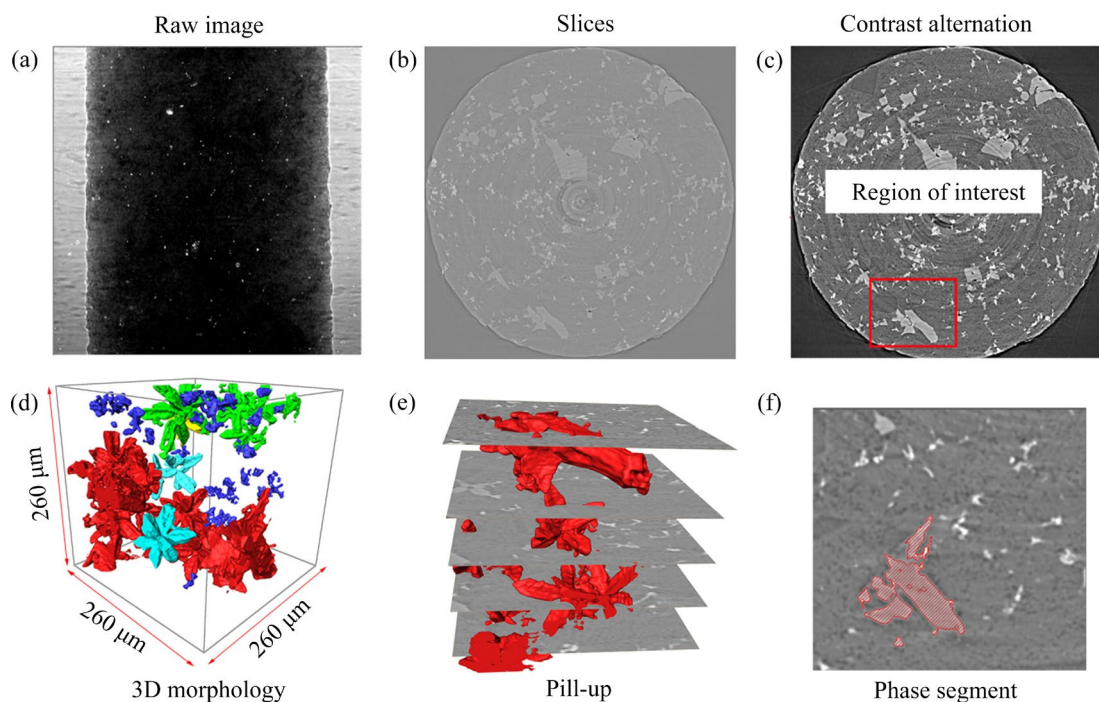 Raw image
Slices
Contrast alternation
(a)
(b)
(c)
Region of interest
(d)
(e)
(f)
260 μm
260 μm
260 μm
3D morphology
Pill-up
Phase segment